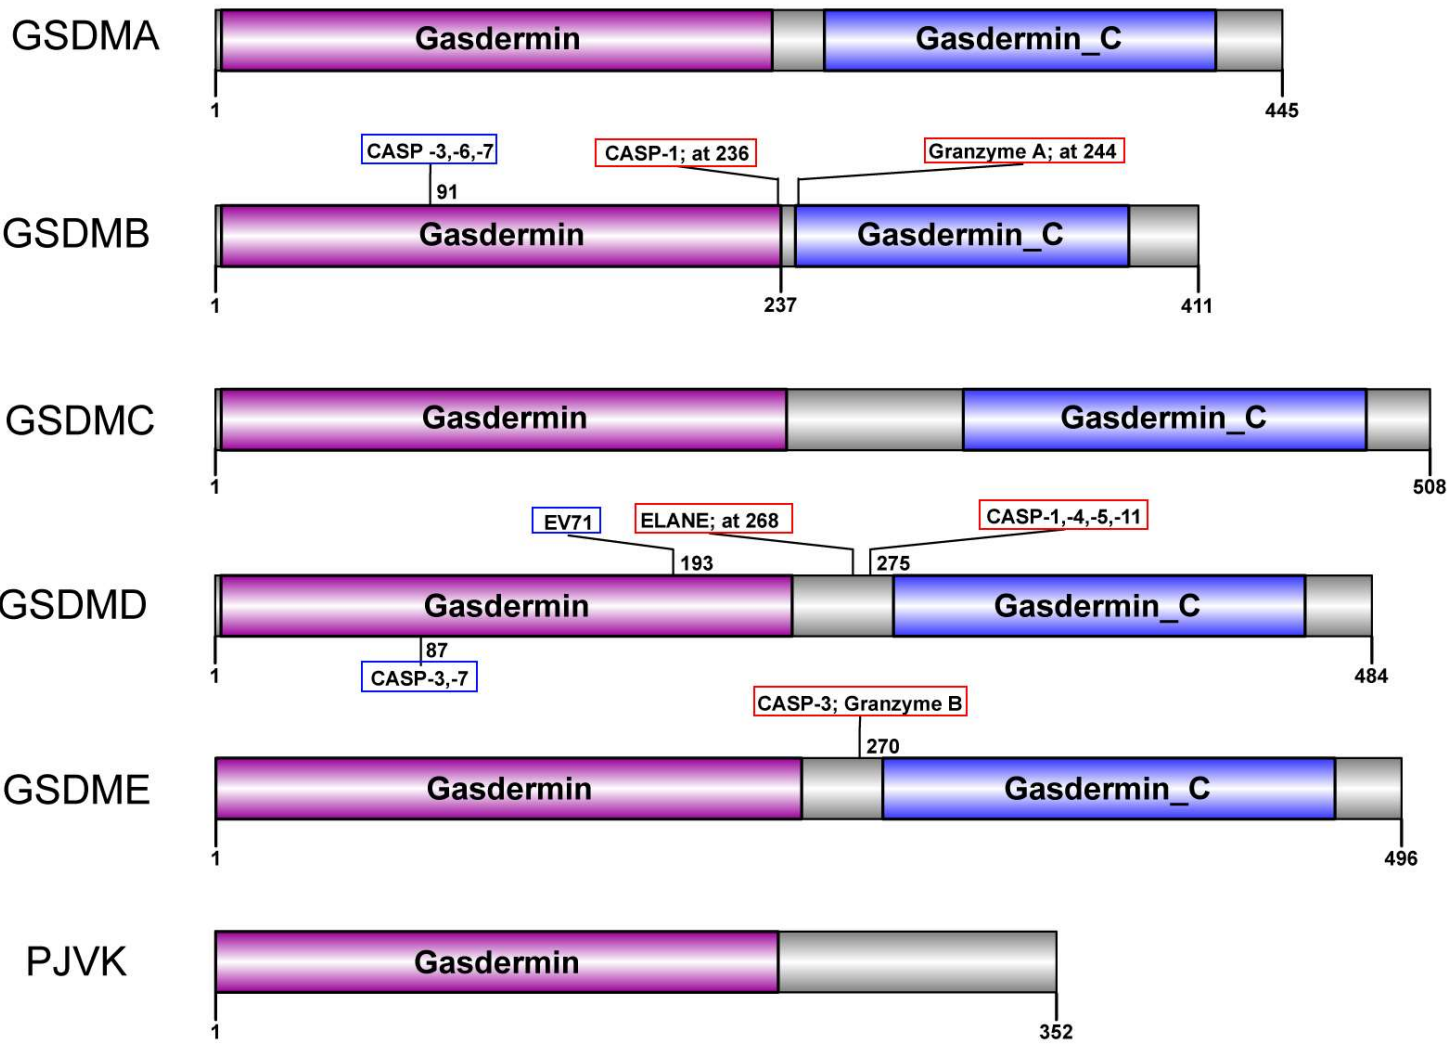 GSDMA
Gasdermin
Gasdermin_C
1
445
CASP -3,-6,-7
CASP-1; at 236
Granzyme A; at 244
91
GSDMB
Gasdermin
Gasdermin_C
1
237
411
GSDMC
Gasdermin
Gasdermin_C
1
508
EV71
ELANE; at 268
CASP-1,-4,-5,-11
193
275
GSDMD
Gasdermin
Gasdermin_C
1
87
484
CASP-3,-7
CASP-3; Granzyme B
270
GSDME
Gasdermin
Gasdermin_C
1
496
PJVK
Gasdermin
1
352